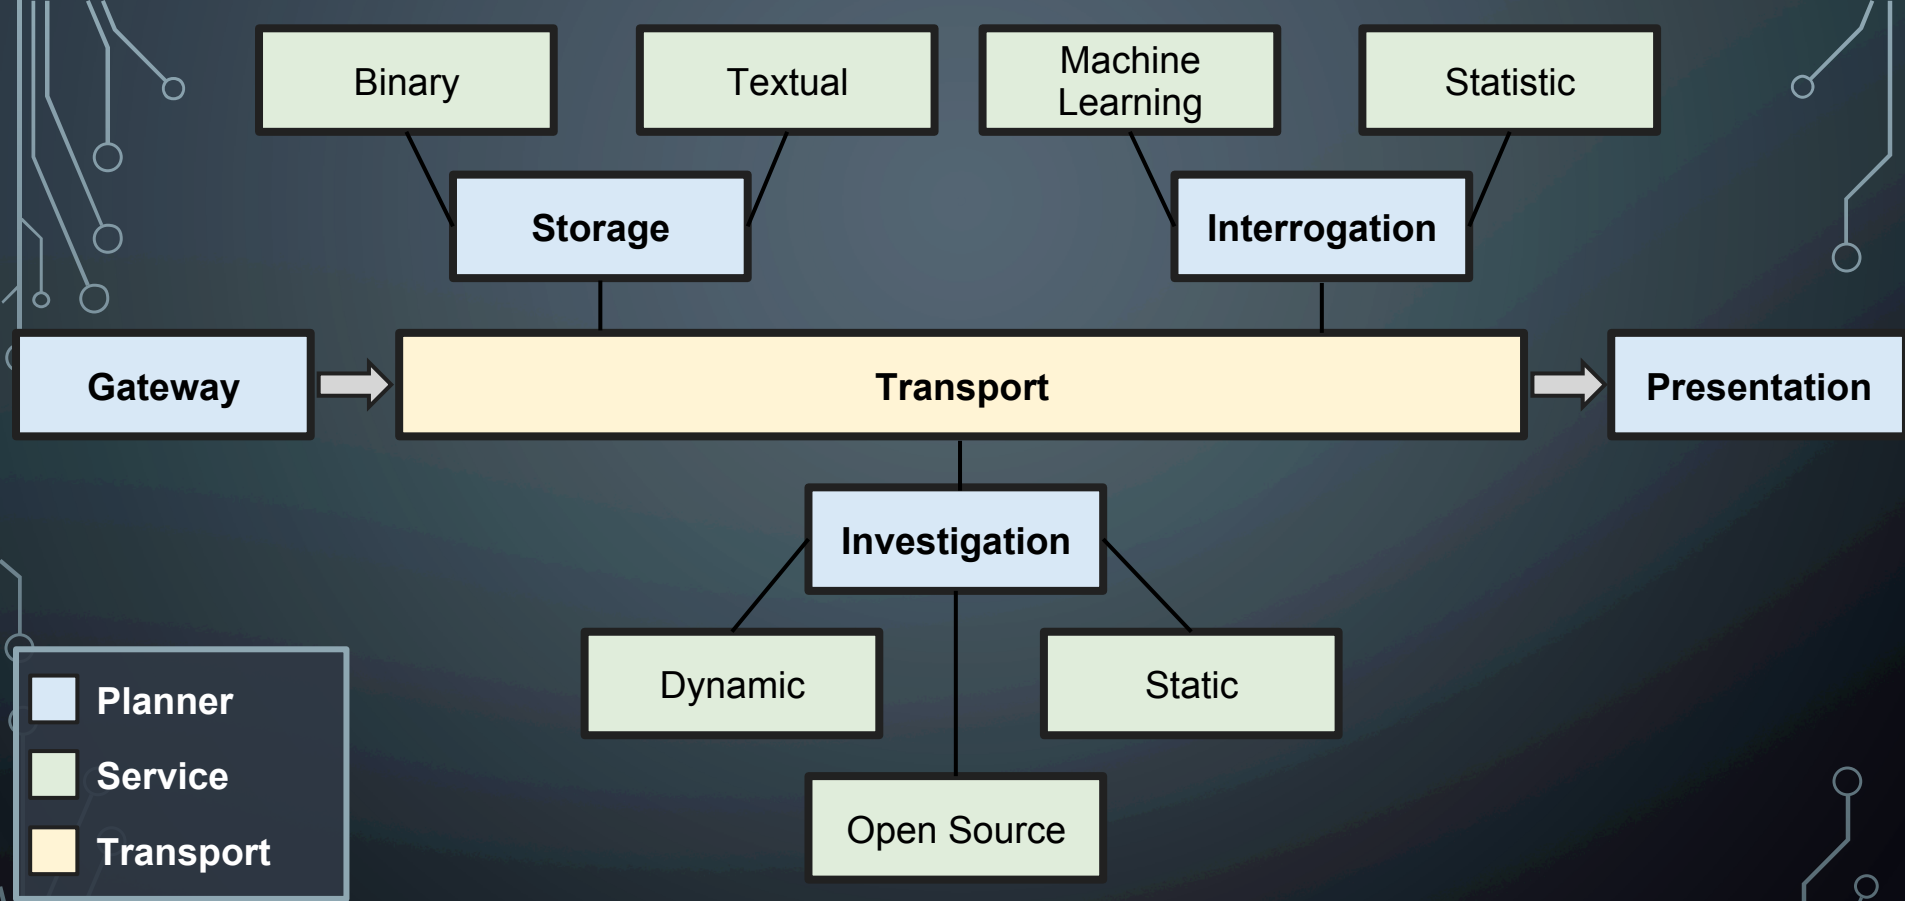 Binary
Textual
Machine
Learning
Statistic
Storage
Interrogation
Gateway
Transport
Presentation
Investigation
Dynamic
Static
Open Source
Planner
Service
Transport